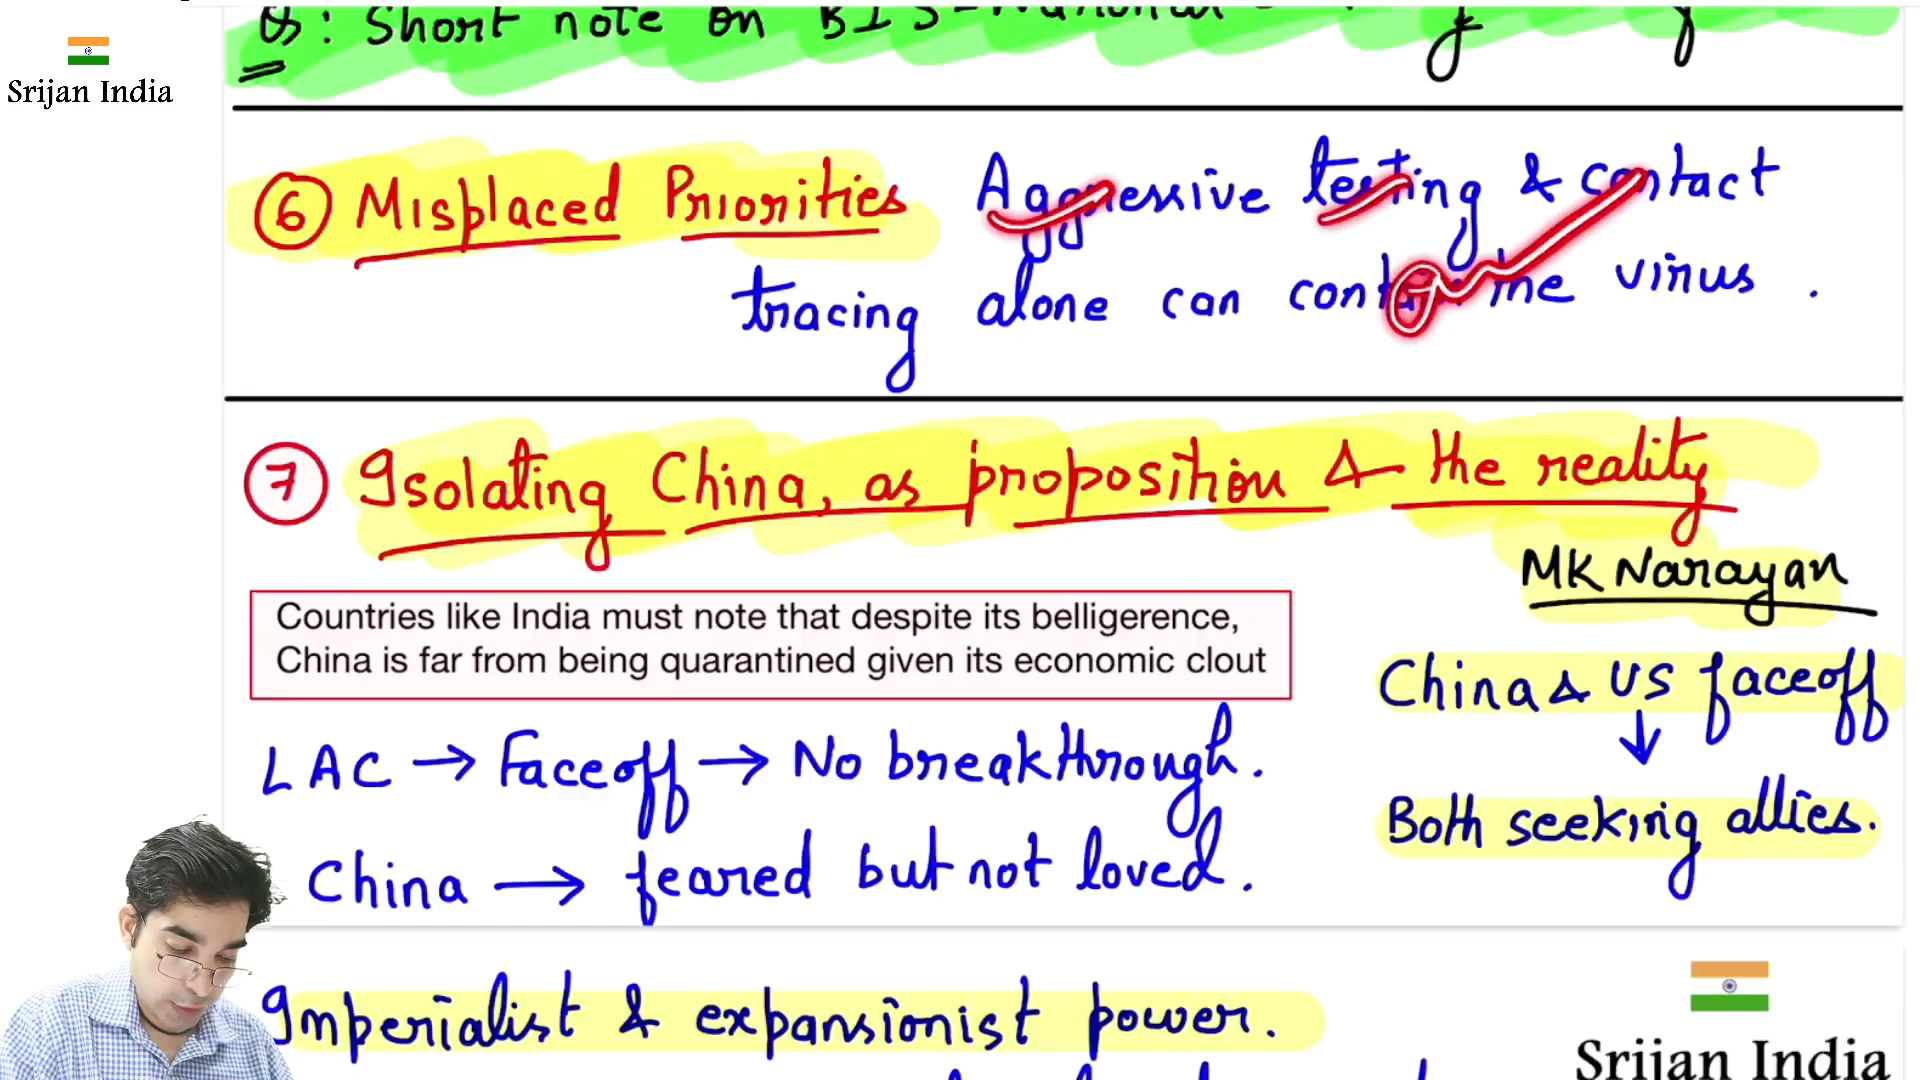 Q: Short note on BIS-National
Srijan India
6 Misplaced Priorities Aggressive testing & contact
tracing alone can contain the virus.
7 Isolating China, as proposition & the reality
MK Narayan
Countries like India must note that despite its belligerence,
China is far from being quarantined given its economic clout
China & US faceoff
↓
Both seeking allies.
LAC → Faceoff → No breakthrough.
China → feared but not loved.
Imperialist & expansionist power.
Srijan India